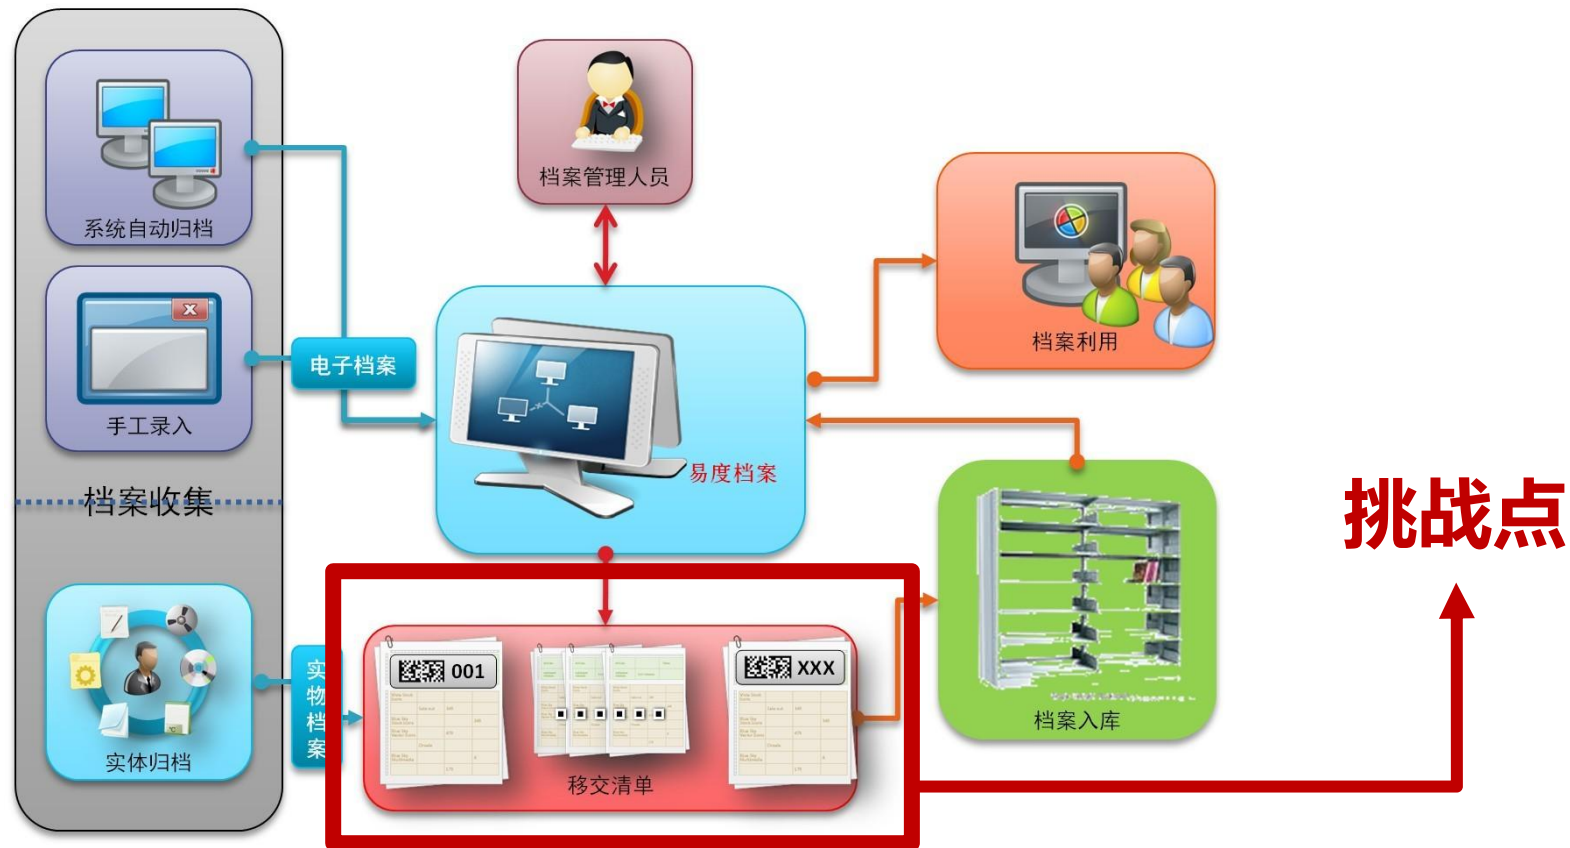 系统自动归档
手工录入
档案收集
实体归档
电子档案
实物档案
档案管理人员
易度档案
001
XXX
移交清单
档案利用
档案入库
挑战点